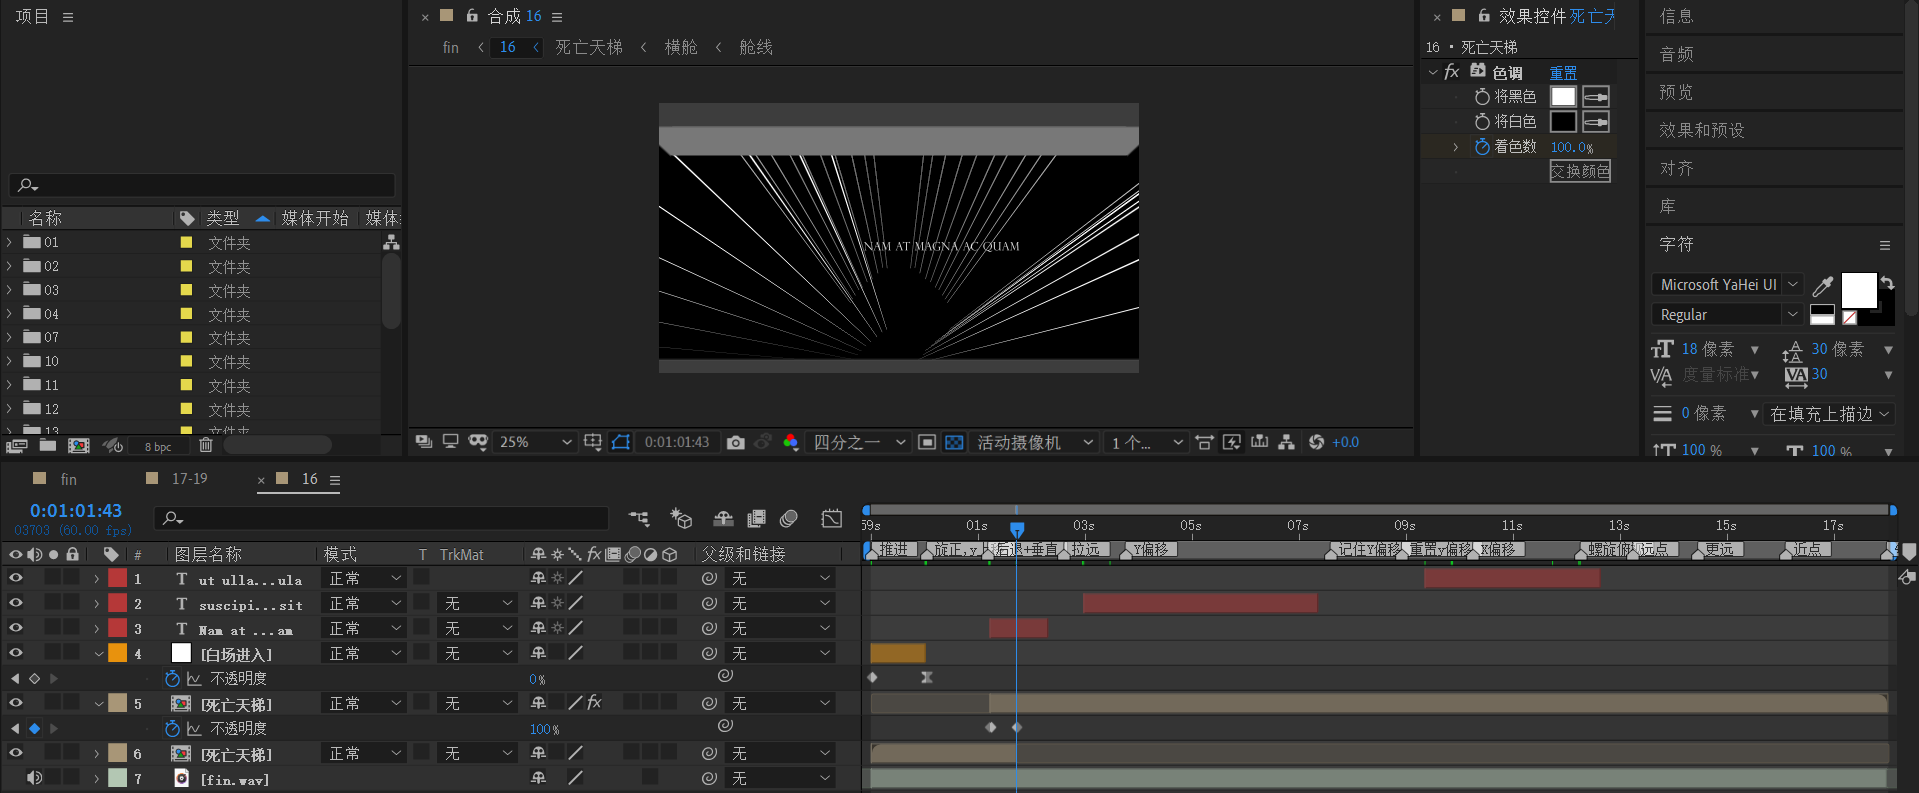 项目
名称 类型 媒体开始
01 文件夹
02 文件夹
03 文件夹
04 文件夹
07 文件夹
10 文件夹
11 文件夹
12 文件夹
13 文件夹
8 bpc
合成 16
fin 16 死亡天梯 横舱 舱线
NAM AT MAGNA AC QUAM
25% 0:01:01:43 四分之一 活动摄像机 1 个... +0.0
效果控件 死亡天
16 • 死亡天梯
fx 色调 重置
将黑色
将白色
着色数 100.0%
交换颜色
信息
音频
预览
效果和预设
对齐
库
字符
Microsoft YaHei UI
Regular
18 像素 30 像素
度量标准 30
0 像素 在填充上描边
100 % 100 %
fin 17-19 16
0:01:01:43
03703 (60.00 fps)
# 图层名称 模式 T TrkMat fx 父级和链接
59s 01s 03s 05s 07s 09s 11s 13s 15s 17s
推进 旋正,y 后退+垂直 拉远 Y偏移 记住Y偏移 重置y偏移 X偏移 螺旋俯 远点 更远 近点
1 T ut ulla...ula 正常 无
2 T suscipi...sit 正常 无 无
3 T Nam at ...am 正常 无 无
4 [白场进入] 正常 无 无
不透明度 0%
5 [死亡天梯] 正常 无 fx 无
不透明度 100%
6 [死亡天梯] 正常 无 无
7 [fin.wav] 无